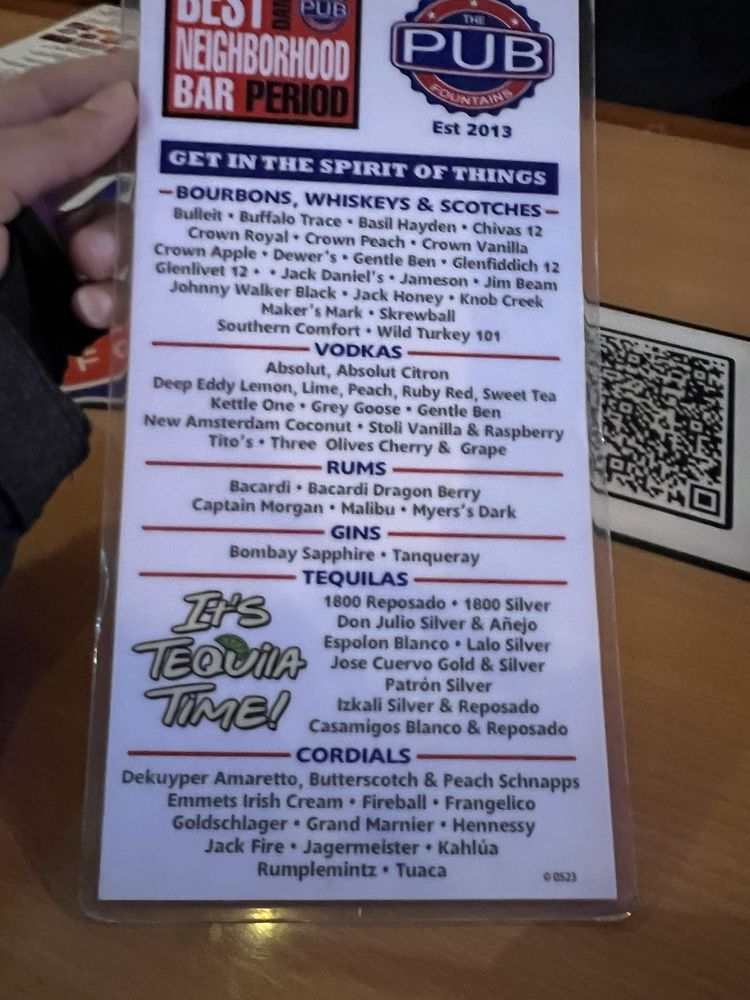 BEST
PUB
NEIGHBORHOOD
BAR PERIOD
THE
PUB
FOUNTAINS
Est 2013
GET IN THE SPIRIT OF THINGS
BOURBONS, WHISKEYS & SCOTCHES
Bulleit • Buffalo Trace • Basil Hayden • Chivas 12
Crown Royal • Crown Peach • Crown Vanilla
Crown Apple • Dewer's • Gentle Ben • Glenfiddich 12
Glenlivet 12 • • Jack Daniel's • Jameson • Jim Beam
Johnny Walker Black • Jack Honey • Knob Creek
Maker's Mark • Skrewball
Southern Comfort • Wild Turkey 101
VODKAS
Absolut, Absolut Citron
Deep Eddy Lemon, Lime, Peach, Ruby Red, Sweet Tea
Kettle One • Grey Goose • Gentle Ben
New Amsterdam Coconut • Stoli Vanilla & Raspberry
Tito's • Three Olives Cherry & Grape
RUMS
Bacardi • Bacardi Dragon Berry
Captain Morgan • Malibu • Myers's Dark
GINS
Bombay Sapphire • Tanqueray
TEQUILAS
It's
TEQUilA
TiME!
1800 Reposado • 1800 Silver
Don Julio Silver & Añejo
Espolon Blanco • Lalo Silver
Jose Cuervo Gold & Silver
Patrón Silver
Izkali Silver & Reposado
Casamigos Blanco & Reposado
CORDIALS
Dekuyper Amaretto, Butterscotch & Peach Schnapps
Emmets Irish Cream • Fireball • Frangelico
Goldschlager • Grand Marnier • Hennessy
Jack Fire • Jagermeister • Kahlúa
Rumplemintz • Tuaca
© 0523